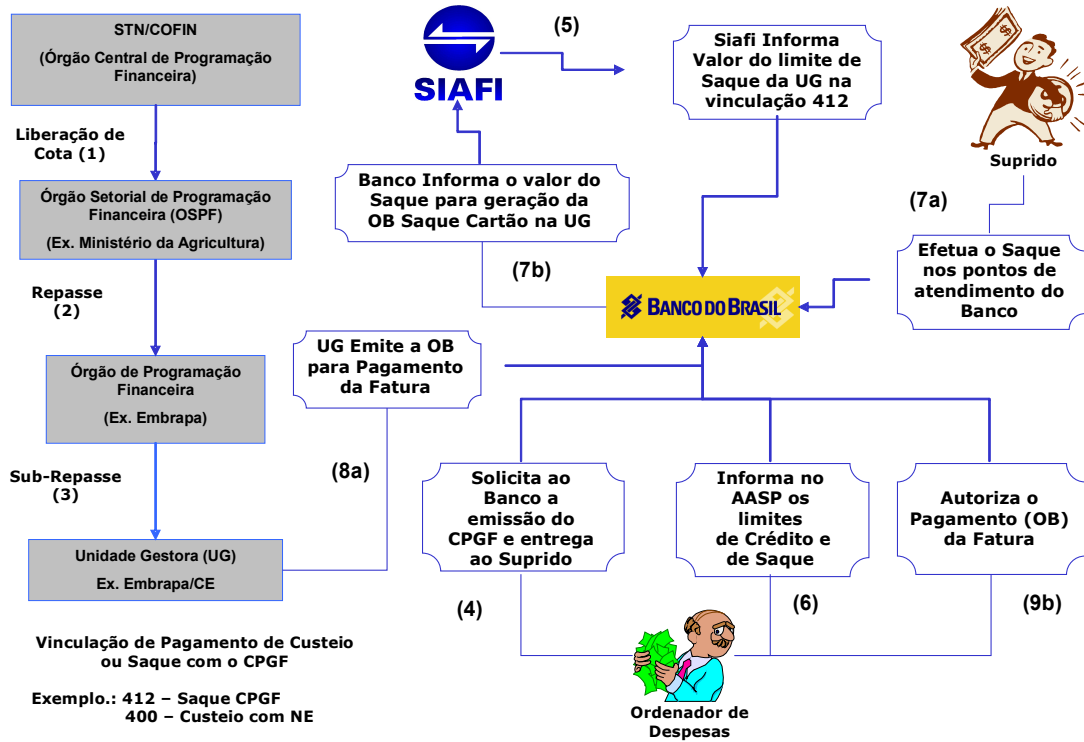 STN/COFIN
(Órgão Central de Programação
Financeira)
Liberação de
Cota (1)
Órgão Setorial de Programação
Financeira (OSPF)
(Ex. Ministério da Agricultura)
Repasse
(2)
Órgão de Programação
Financeira
(Ex. Embrapa)
Sub-Repasse
(3)
Unidade Gestora (UG)
Ex. Embrapa/CE
Vinculação de Pagamento de Custeio
ou Saque com o CPGF
Exemplo.: 412 – Saque CPGF
400 – Custeio com NE
SIAFI
(5)
Siafi Informa
Valor do limite de
Saque da UG na
vinculação 412
Suprido
(7a)
Efetua o Saque
nos pontos de
atendimento do
Banco
Banco Informa o valor do
Saque para geração da
OB Saque Cartão na UG
(7b)
BANCO DO BRASIL
UG Emite a OB
para Pagamento
da Fatura
(8a)
Solicita ao
Banco a
emissão do
CPGF e entrega
ao Suprido
(4)
Informa no
AASP os
limites
de Crédito e
de Saque
(6)
Autoriza o
Pagamento (OB)
da Fatura
(9b)
Ordenador de
Despesas